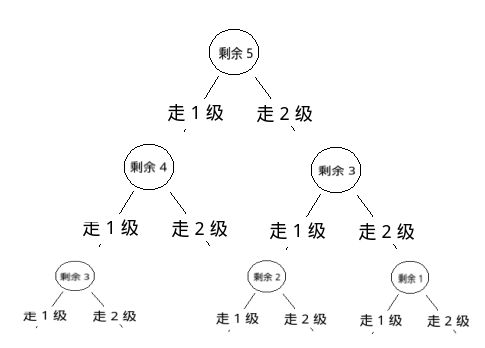 剩余 5
走 1 级 走 2 级
剩余 4 剩余 3
走 1 级 走 2 级 走 1 级 走 2 级
剩余 3 剩余 2 剩余 1
走 1 级 走 2 级 走 1 级 走 2 级 走 1 级 走 2 级